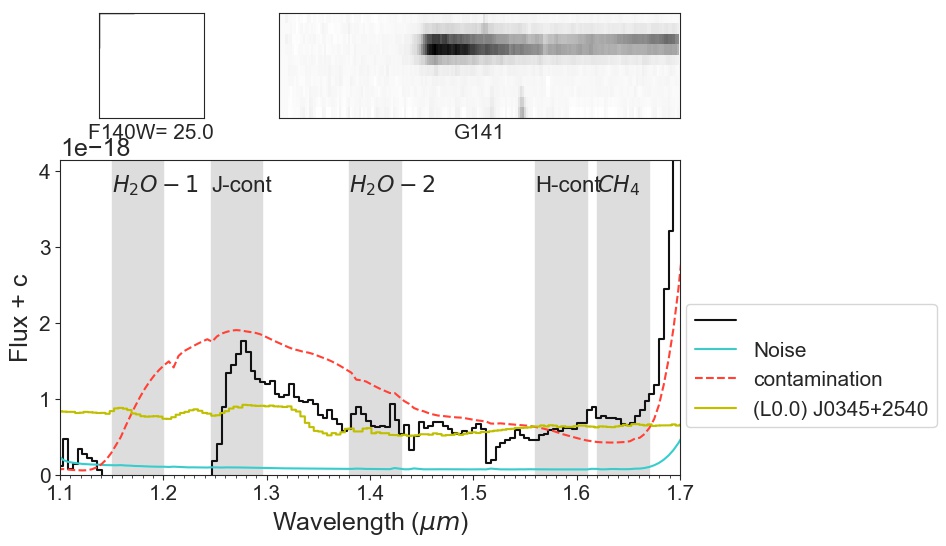 F140W= 25.0
G141
1e−18
H₂O − 1
J-cont
H₂O − 2
H-cont
CH₄
4
3
2
1
0
Flux + c
1.1
1.2
1.3
1.4
1.5
1.6
1.7
Wavelength (μm)
Noise
contamination
(L0.0) J0345+2540